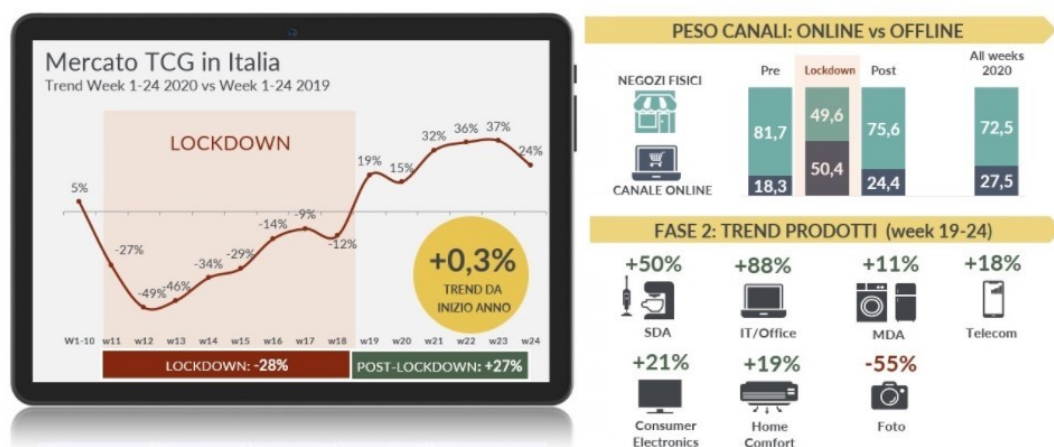 Mercato TCG in Italia
Trend Week 1-24 2020 vs Week 1-24 2019
LOCKDOWN
5%
-27%
-49%
-46%
-34%
-29%
-14%
-9%
-12%
19%
15%
32%
36%
37%
24%
+0,3%
TREND DA
INIZIO ANNO
W1-10 w11 w12 w13 w14 w15 w16 w17 w18 w19 w20 w21 w22 w23 w24
LOCKDOWN: -28% POST-LOCKDOWN: +27%
PESO CANALI: ONLINE vs OFFLINE
Pre Lockdown Post All weeks
2020
NEGOZI FISICI
81,7 49,6 75,6 72,5
CANALE ONLINE
18,3 50,4 24,4 27,5
FASE 2: TREND PRODOTTI (week 19-24)
+50% +88% +11% +18%
SDA IT/Office MDA Telecom
+21% +19% -55%
Consumer Home Foto
Electronics Comfort